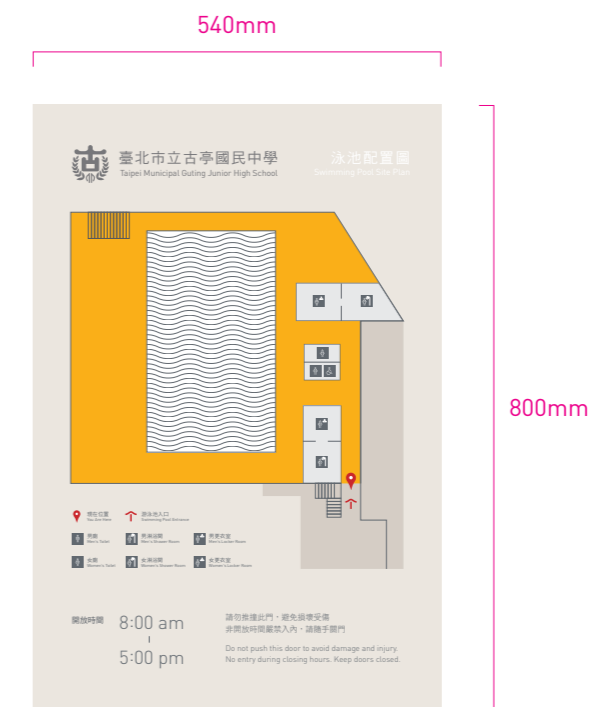 540mm
臺北市立古亭國民中學
Taipei Municipal Guting Junior High School
泳池配置圖
Swimming Pool Site Plan
800mm
現在位置
You Are Here
游泳池入口
Swimming Pool Entrance
男廁
Men's Toilet
男淋浴間
Men's Shower Room
男更衣室
Men's Locker Room
女廁
Women's Toilet
女淋浴間
Women's Shower Room
女更衣室
Women's Locker Room
開放時間
8:00 am
5:00 pm
請勿推撞此門,避免損壞受傷
非開放時間嚴禁入內,請隨手關門
Do not push this door to avoid damage and injury.
No entry during closing hours. Keep doors closed.